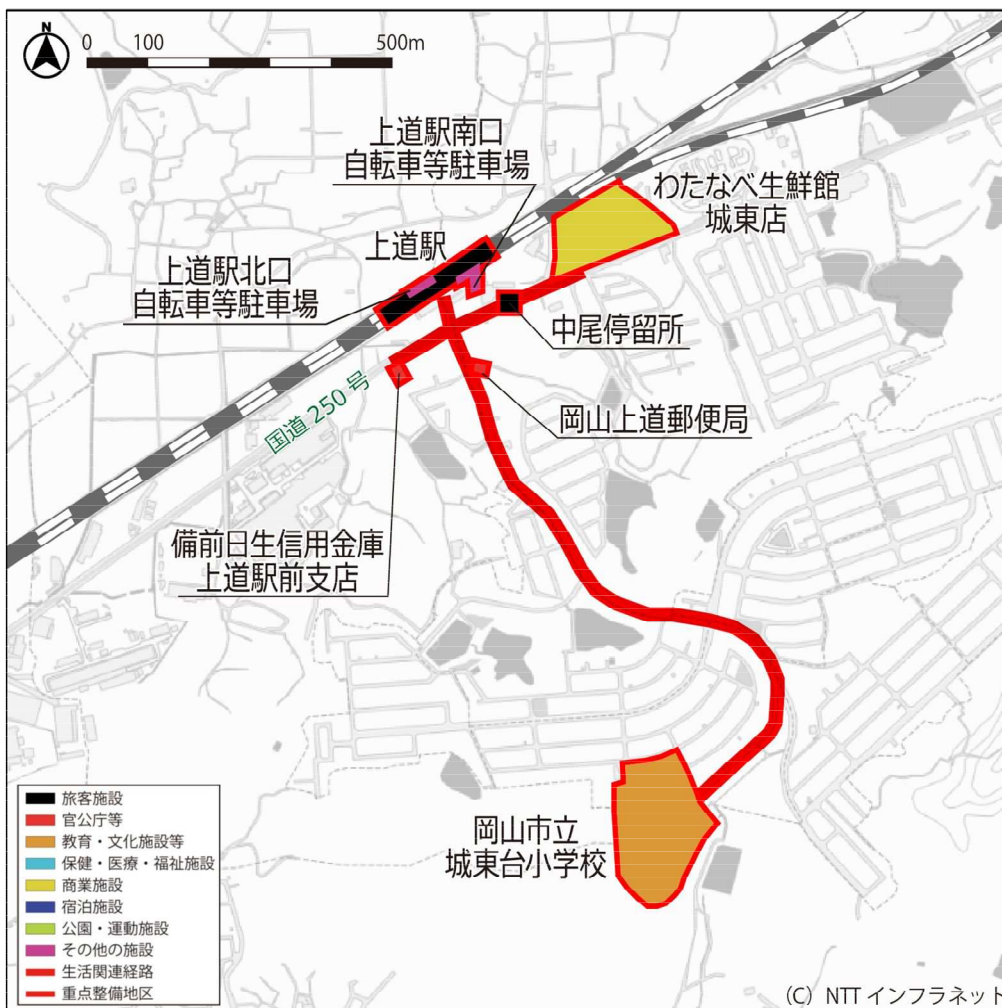 N
0 100 500m
上道駅南口
自転車等駐車場
わたなべ生鮮館
城東店
上道駅
上道駅北口
自転車等駐車場
中尾停留所
国道 250 号
岡山上道郵便局
備前日生信用金庫
上道駅前支店
岡山市立
城東台小学校
旅客施設
官公庁等
教育・文化施設等
保健・医療・福祉施設
商業施設
宿泊施設
公園・運動施設
その他の施設
生活関連経路
重点整備地区
(C) NTT インフラネット